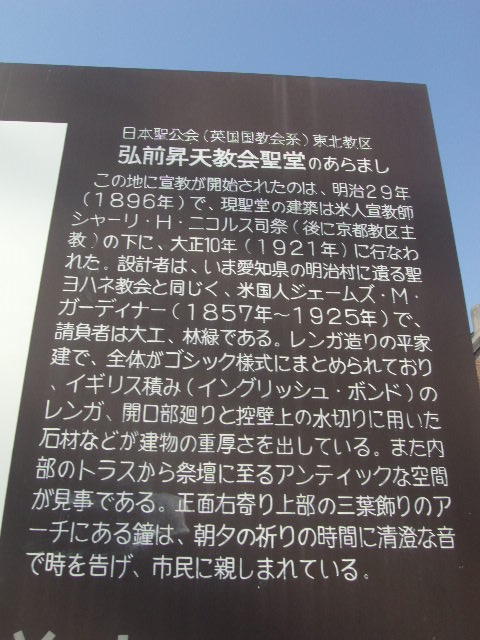 日本聖公会(英国国教会系)東北教区
弘前昇天教会聖堂のあらまし
この地に宣教が開始されたのは、明治29年
(1896年)で、現聖堂の建築は米人宣教師
シャーリ・H・ニコルス司祭(後に京都教区主
教)の下に、大正10年(1921年)に行なわ
れた。設計者は、いま愛知県の明治村に遺る聖
ヨハネ教会と同じく、米国人ジェームズ・M・
ガーディナー(1857年~1925年)で、
請負者は大工、林緑である。レンガ造りの平家
建で、全体がゴシック様式にまとめられており
、イギリス積み(イングリッシュ・ボンド)の
レンガ、開口部廻りと控壁上の水切りに用いた
石材などが建物の重厚さを出している。また内
部のトラスから祭壇に至るアンティックな空間
が見事である。正面右寄り上部の三葉飾りのア
ーチにある鐘は、朝夕の祈りの時間に清澄な音
で時を告げ、市民に親しまれている。